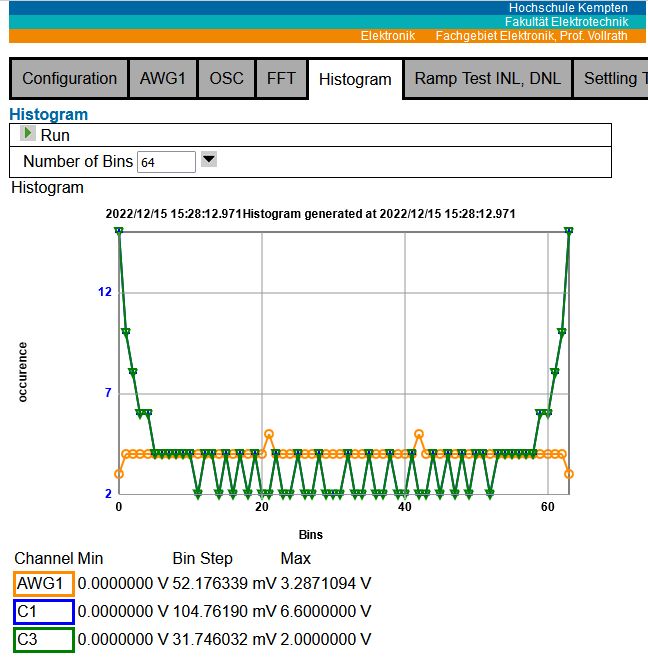 Hochschule Kempten
Fakultät Elektrotechnik
Elektronik Fachgebiet Elektronik, Prof. Vollrath
Configuration AWG1 OSC FFT Histogram Ramp Test INL, DNL Settling T
Histogram
Run
Number of Bins 64
Histogram
2022/12/15 15:28:12.971Histogram generated at 2022/12/15 15:28:12.971
12
7
2
occurence
0 20 40 60
Bins
Channel Min Bin Step Max
AWG1 0.0000000 V 52.176339 mV 3.2871094 V
C1 0.0000000 V 104.76190 mV 6.6000000 V
C3 0.0000000 V 31.746032 mV 2.0000000 V